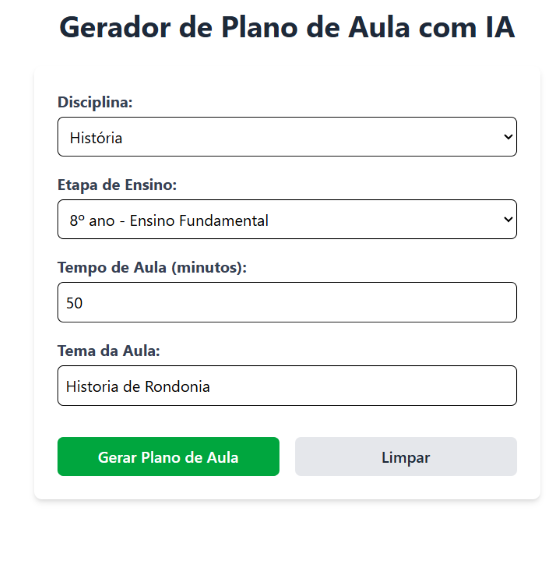 Gerador de Plano de Aula com IA
Disciplina:
História
Etapa de Ensino:
8º ano - Ensino Fundamental
Tempo de Aula (minutos):
50
Tema da Aula:
Historia de Rondonia
Gerar Plano de Aula
Limpar